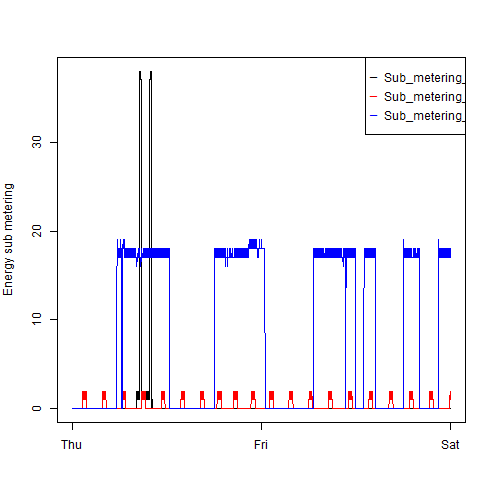 Sub_metering_
Sub_metering_
Sub_metering_
Energy sub metering
30
20
10
0
Thu Fri Sat